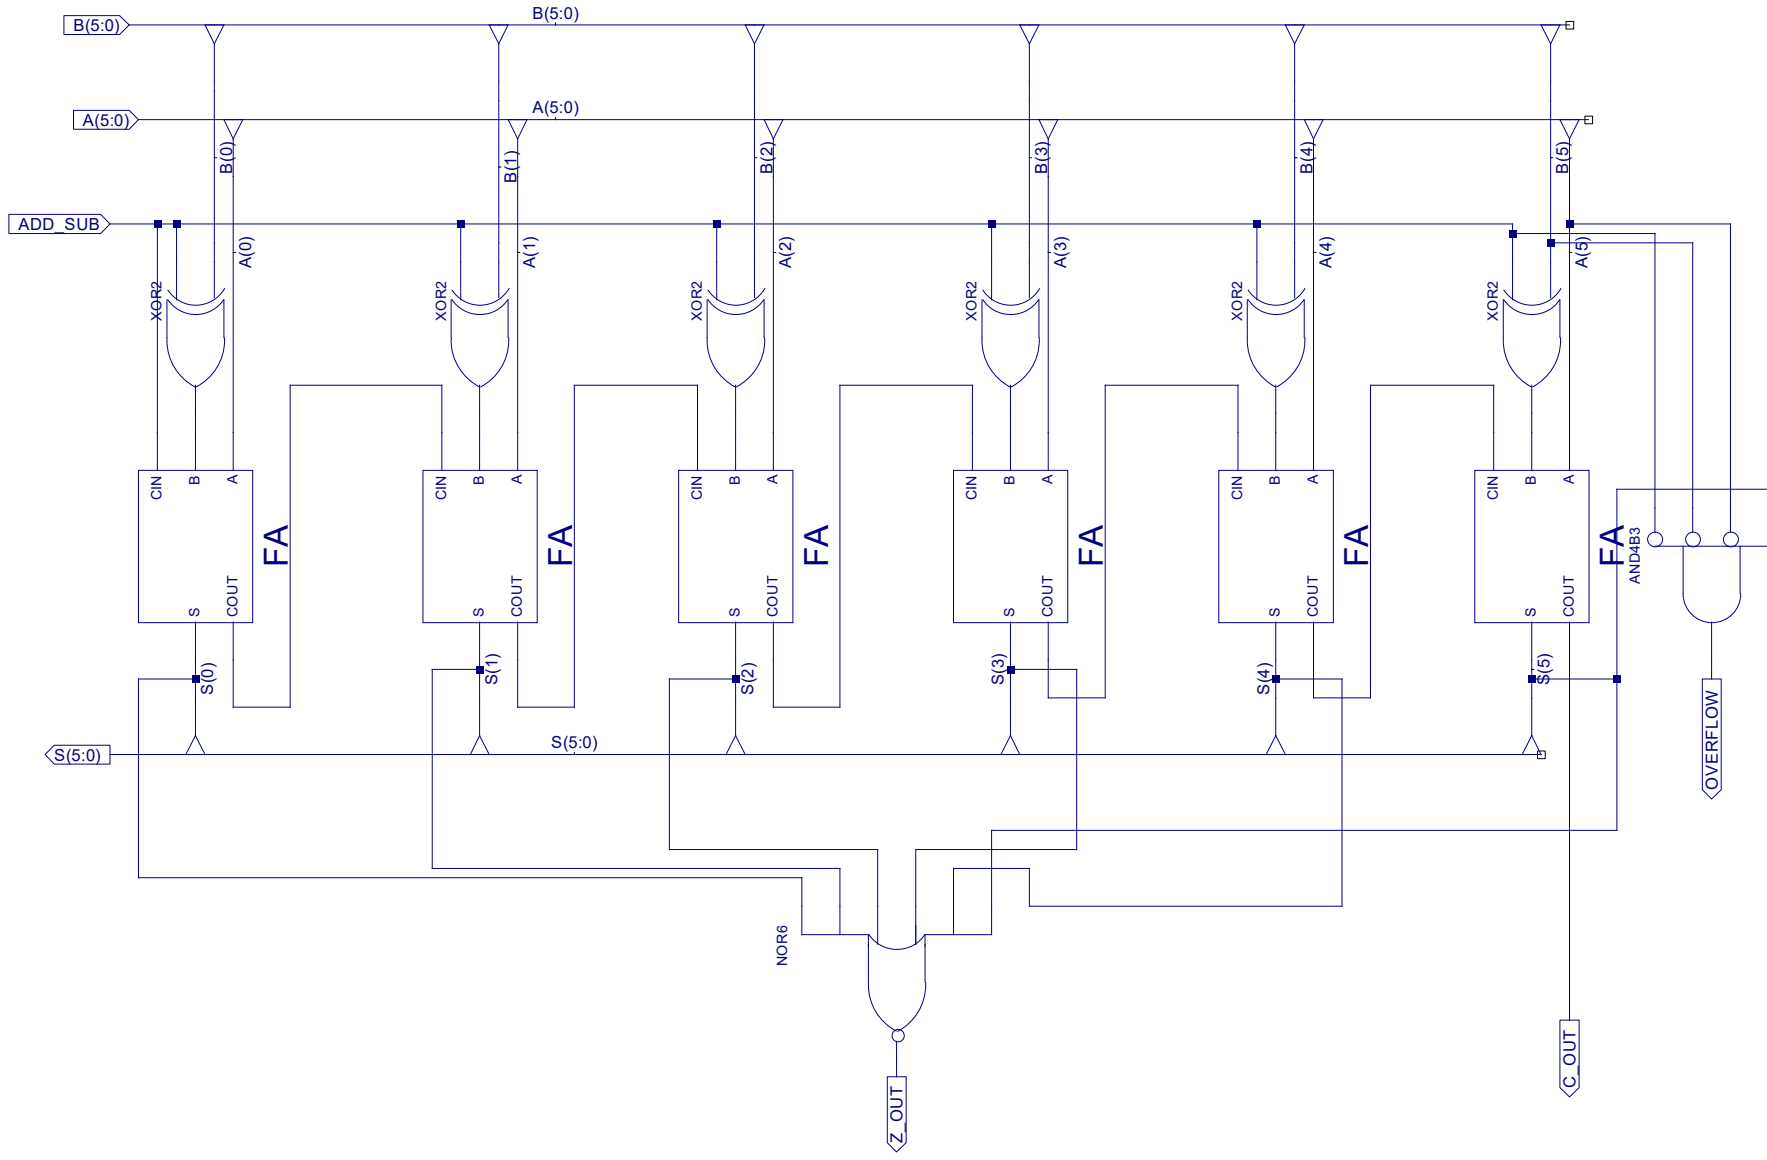 B(5:0)
B(5:0)
A(5:0)
A(5:0)
B(0)
B(1)
B(2)
B(3)
B(4)
B(5)
ADD_SUB
A(0)
A(1)
A(2)
A(3)
A(4)
A(5)
XOR2
XOR2
XOR2
XOR2
XOR2
XOR2
CIN
B
A
CIN
B
A
CIN
B
A
CIN
B
A
CIN
B
A
CIN
B
A
FA
FA
FA
FA
FA
FA
AND4B3
S
COUT
S
COUT
S
COUT
S
COUT
S
COUT
S
COUT
S(0)
S(1)
S(2)
S(3)
S(4)
S(5)
OVERFLOW
S(5:0)
S(5:0)
NOR6
C_OUT
Z_OUT